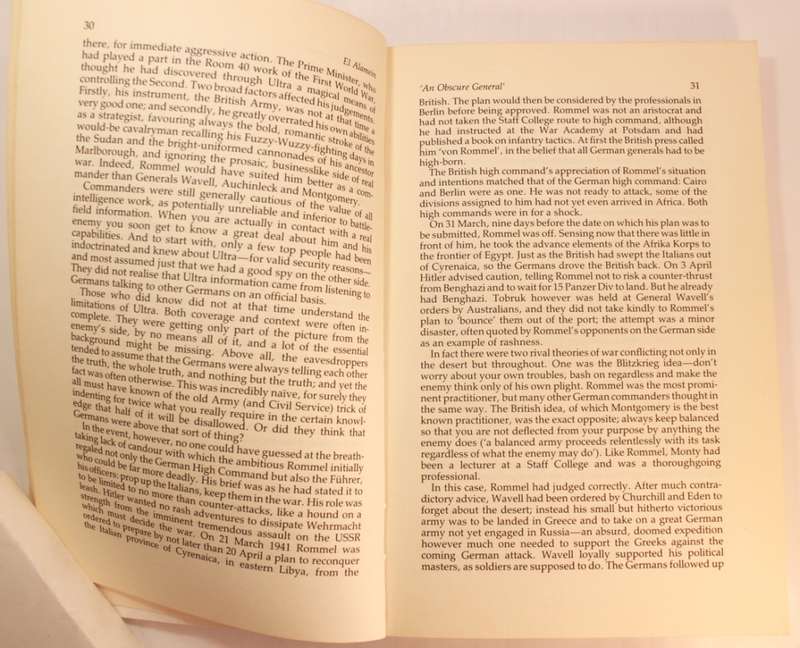 30
El Alamein
there, for immediate aggressive action. The Prime Minister, who
had played a part in the Room 40 work of the First World War,
thought he had discovered through Ultra a magical means of
controlling the Second. Two broad factors affected his judgements.
Firstly, his instrument, the British Army, was not at that time a
very good one; and secondly, he greatly overrated his own abilities
as a strategist, favouring always the bold, romantic stroke of the
would-be cavalryman recalling his Fuzzy-Wuzzy-fighting days in
the Sudan and the bright-uniformed cannonades of his ancestor
Marlborough, and ignoring the prosaic, businesslike side of real
war. Indeed, Rommel would have suited him better as a com-
mander than Generals Wavell, Auchinleck and Montgomery.
Commanders were still generally cautious of the value of all
intelligence work, as potentially unreliable and inferior to battle-
field information. When you are actually in contact with a real
enemy you soon get to know a great deal about him and his
capabilities. And to start with, only a few top people had been
indoctrinated and knew about Ultra—for valid security reasons—
and most assumed just that we had a good spy on the other side.
They did not realise that Ultra information came from listening to
Germans talking to other Germans on an official basis.
Those who did know did not at that time understand the
limitations of Ultra. Both coverage and context were often in-
complete. They were getting only part of the picture from the
enemy's side, by no means all of it, and a lot of the essential
background might be missing. Above all, the eavesdroppers
tended to assume that the Germans were always telling each other
the truth, the whole truth, and nothing but the truth; and yet the
fact was often otherwise. This was incredibly naïve, for surely they
all must have known of the old Army (and Civil Service) trick of
indenting for twice what you really require in the certain knowl-
edge that half of it will be disallowed. Or did they think that
Germans were above that sort of thing?
In the event, however, no one could have guessed at the breath-
taking lack of candour with which the ambitious Rommel initially
regaled not only the German High Command but also the Führer,
who could be far more deadly. His brief was as he had stated it to
his officers: prop up the Italians, keep them in the war. His role was
to be limited to no more than counter-attacks, like a hound on a
leash. Hitler wanted no rash adventures to dissipate Wehrmacht
strength from the imminent tremendous assault on the USSR
which must decide the war. On 21 March 1941 Rommel was
ordered to prepare by not later than 20 April a plan to reconquer
the Italian province of Cyrenaica, in eastern Libya, from the
'An Obscure General'
31
British. The plan would then be considered by the professionals in
Berlin before being approved. Rommel was not an aristocrat and
had not taken the Staff College route to high command, although
he had instructed at the War Academy at Potsdam and had
published a book on infantry tactics. At first the British press called
him 'von Rommel', in the belief that all German generals had to be
high-born.
The British high command's appreciation of Rommel's situation
and intentions matched that of the German high command: Cairo
and Berlin were as one. He was not ready to attack, some of the
divisions assigned to him had not yet even arrived in Africa. Both
high commands were in for a shock.
On 31 March, nine days before the date on which his plan was to
be submitted, Rommel was off. Sensing now that there was little in
front of him, he took the advance elements of the Afrika Korps to
the frontier of Egypt. Just as the British had swept the Italians out
of Cyrenaica, so the Germans drove the British back. On 3 April
Hitler advised caution, telling Rommel not to risk a counter-thrust
from Benghazi and to wait for 15 Panzer Div to land. But he already
had Benghazi. Tobruk however was held at General Wavell's
orders by Australians, and they did not take kindly to Rommel's
plan to 'bounce' them out of the port; the attempt was a minor
disaster, often quoted by Rommel's opponents on the German side
as an example of rashness.
In fact there were two rival theories of war conflicting not only in
the desert but throughout. One was the Blitzkrieg idea—don't
worry about your own troubles, bash on regardless and make the
enemy think only of his own plight. Rommel was the most promi-
nent practitioner, but many other German commanders thought in
the same way. The British idea, of which Montgomery is the best
known practitioner, was the exact opposite; always keep balanced
so that you are not deflected from your purpose by anything the
enemy does ('a balanced army proceeds relentlessly with its task
regardless of what the enemy may do'). Like Rommel, Monty had
been a lecturer at a Staff College and was a thoroughgoing
professional.
In this case, Rommel had judged correctly. After much contra-
dictory advice, Wavell had been ordered by Churchill and Eden to
forget about the desert; instead his small but hitherto victorious
army was to be landed in Greece and to take on a great German
army not yet engaged in Russia—an absurd, doomed expedition
however much one needed to support the Greeks against the
coming German attack. Wavell loyally supported his political
masters, as soldiers are supposed to do. The Germans followed up